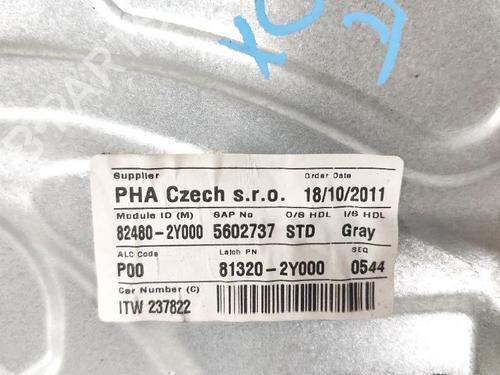 XC
Supplier Order Date
PHA Czech s.r.o. 18/10/2011
Module ID (M) SAP No O/S HDL I/S HDL
82480-2Y000 5602737 STD Gray
ALC Code Latch PN SEQ
P00 81320-2Y000 0544
Car Number (C)
ITW 237822